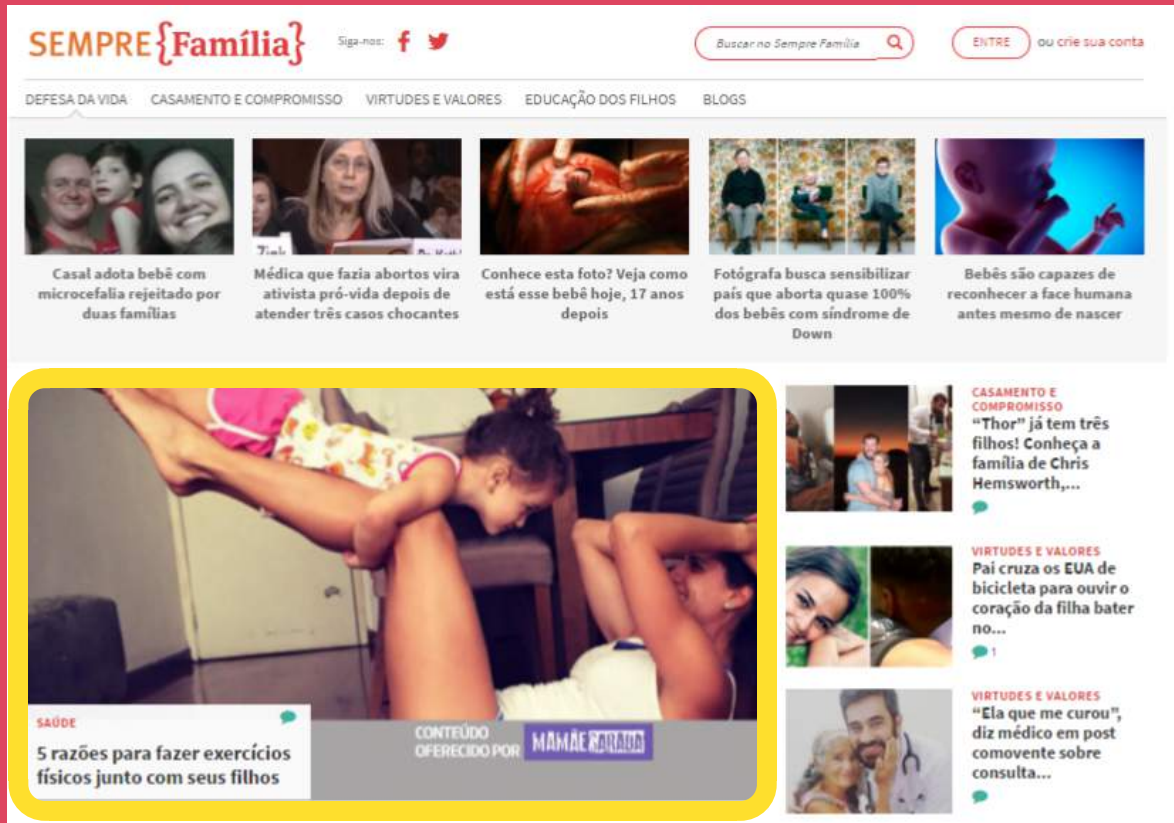 SEMPRE{Família}
Siga-nos:
Buscar no Sempre Família
ENTRE
ou crie sua conta
DEFESA DA VIDA
CASAMENTO E COMPROMISSO
VIRTUDES E VALORES
EDUCAÇÃO DOS FILHOS
BLOGS
Casal adota bebê com
microcefalia rejeitado por
duas famílias
Médica que fazia abortos vira
ativista pró-vida depois de
atender três casos chocantes
Conhece esta foto? Veja como
está esse bebê hoje, 17 anos
depois
Fotógrafa busca sensibilizar
país que aborta quase 100%
dos bebês com síndrome de
Down
Bebês são capazes de
reconhecer a face humana
antes mesmo de nascer
SAÚDE
5 razões para fazer exercícios
físicos junto com seus filhos
CONTEÚDO
OFERECIDO POR
MAMÃE SARADA
CASAMENTO E
COMPROMISSO
“Thor” já tem três
filhos! Conheça a
família de Chris
Hemsworth,...
VIRTUDES E VALORES
Pai cruza os EUA de
bicicleta para ouvir o
coração da filha bater
no...
1
VIRTUDES E VALORES
“Ela que me curou”,
diz médico em post
comovente sobre
consulta...